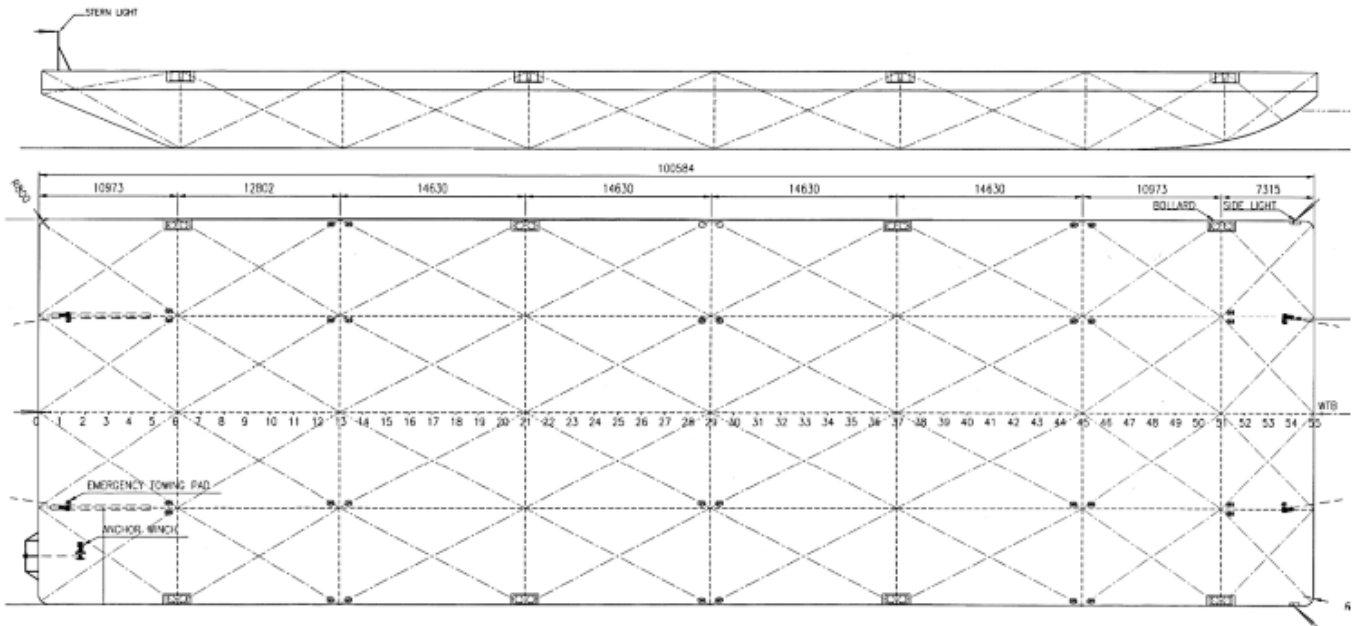 STERN LIGHT
100584
10973 12802 14630 14630 14630 14630 10973 7315
BOLLARD SIDE LIGHT
WTB
0 1 2 3 4 5 6 7 8 9 10 11 12 13 14 15 16 17 18 19 20 21 22 23 24 25 26 27 28 29 30 31 32 33 34 35 36 37 38 39 40 41 42 43 44 45 46 47 48 49 50 51 52 53 54 55
EMERGENCY TOWING PAD
ANCHOR WINCH